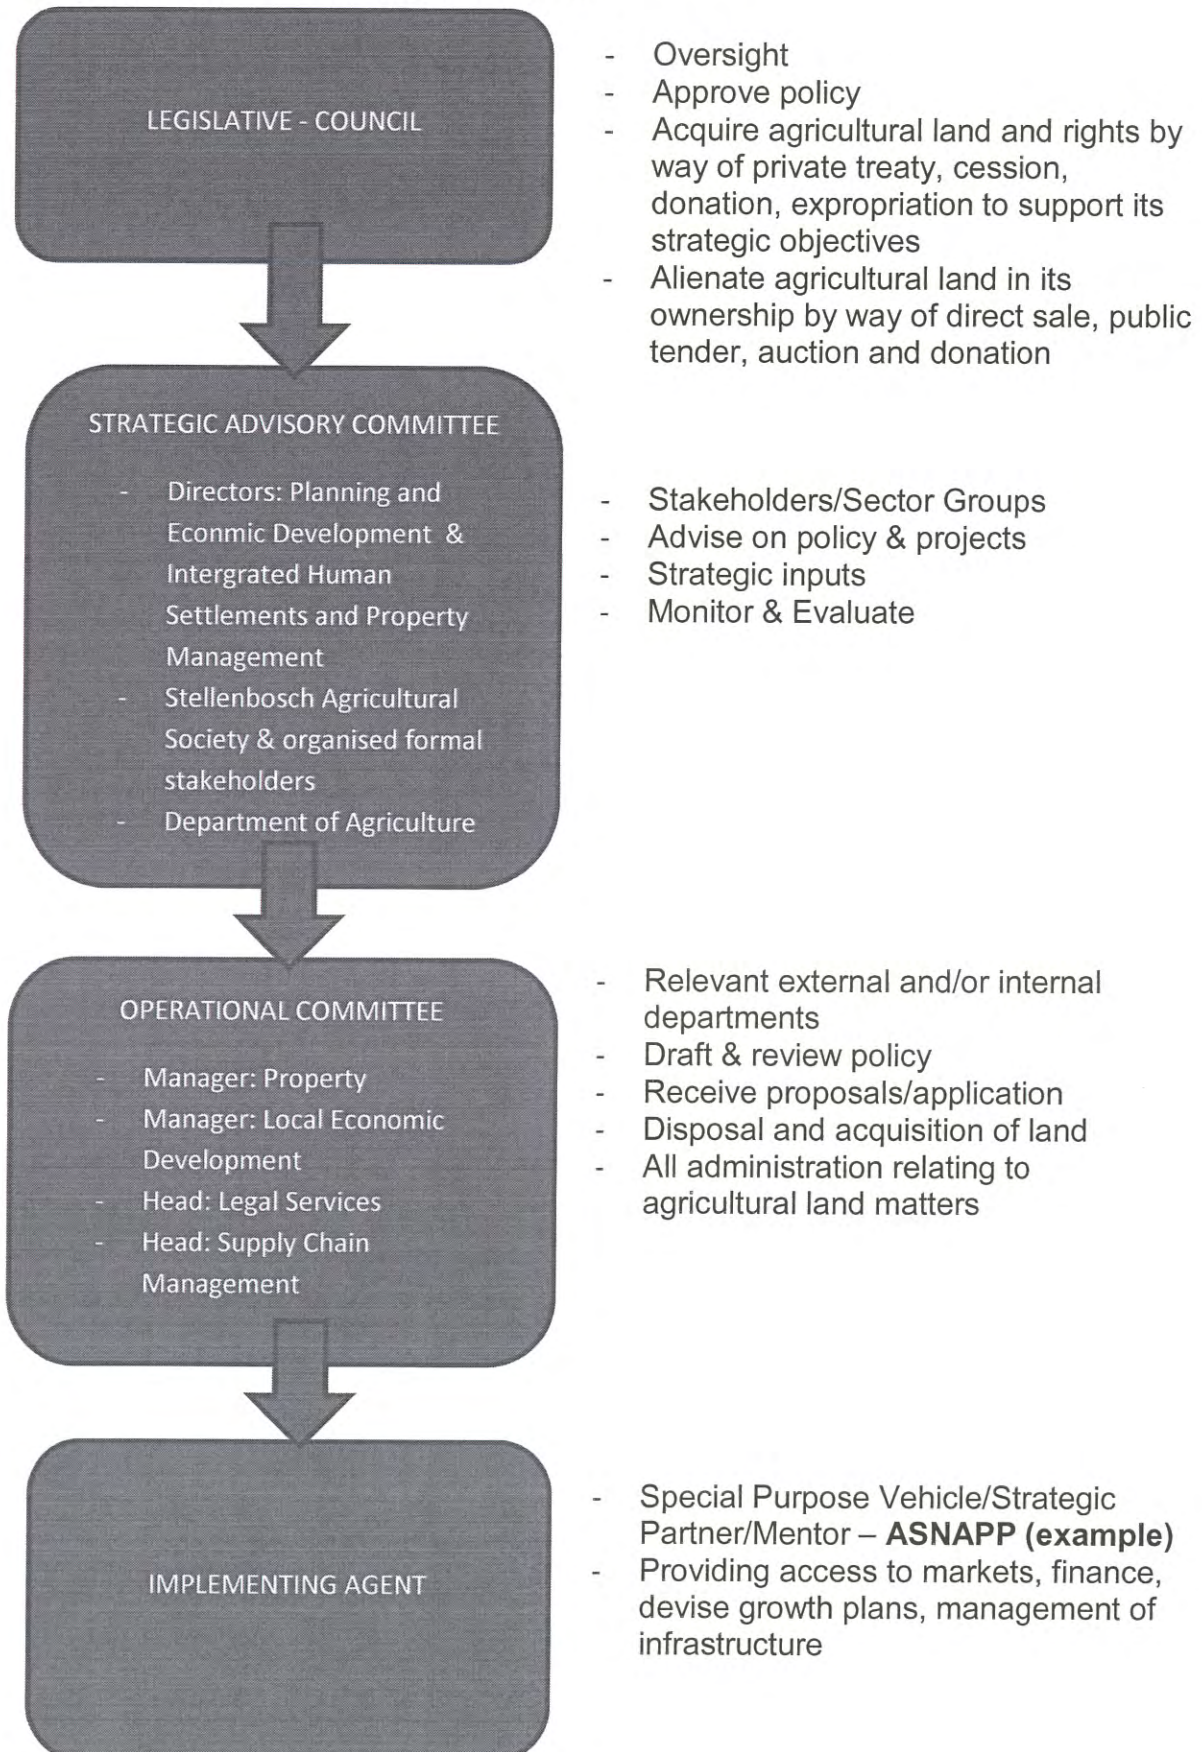 LEGISLATIVE - COUNCIL
- Oversight
- Approve policy
- Acquire agricultural land and rights by
way of private treaty, cession,
donation, expropriation to support its
strategic objectives
- Alienate agricultural land in its
ownership by way of direct sale, public
tender, auction and donation
STRATEGIC ADVISORY COMMITTEE
- Directors: Planning and
Econmic Development &
Intergrated Human
Settlements and Property
Management
- Stellenbosch Agricultural
Society & organised formal
stakeholders
- Department of Agriculture
- Stakeholders/Sector Groups
- Advise on policy & projects
- Strategic inputs
- Monitor & Evaluate
OPERATIONAL COMMITTEE
- Manager: Property
- Manager: Local Economic
Development
- Head: Legal Services
- Head: Supply Chain
Management
- Relevant external and/or internal
departments
- Draft & review policy
- Receive proposals/application
- Disposal and acquisition of land
- All administration relating to
agricultural land matters
IMPLEMENTING AGENT
- Special Purpose Vehicle/Strategic
Partner/Mentor – ASNAPP (example)
- Providing access to markets, finance,
devise growth plans, management of
infrastructure